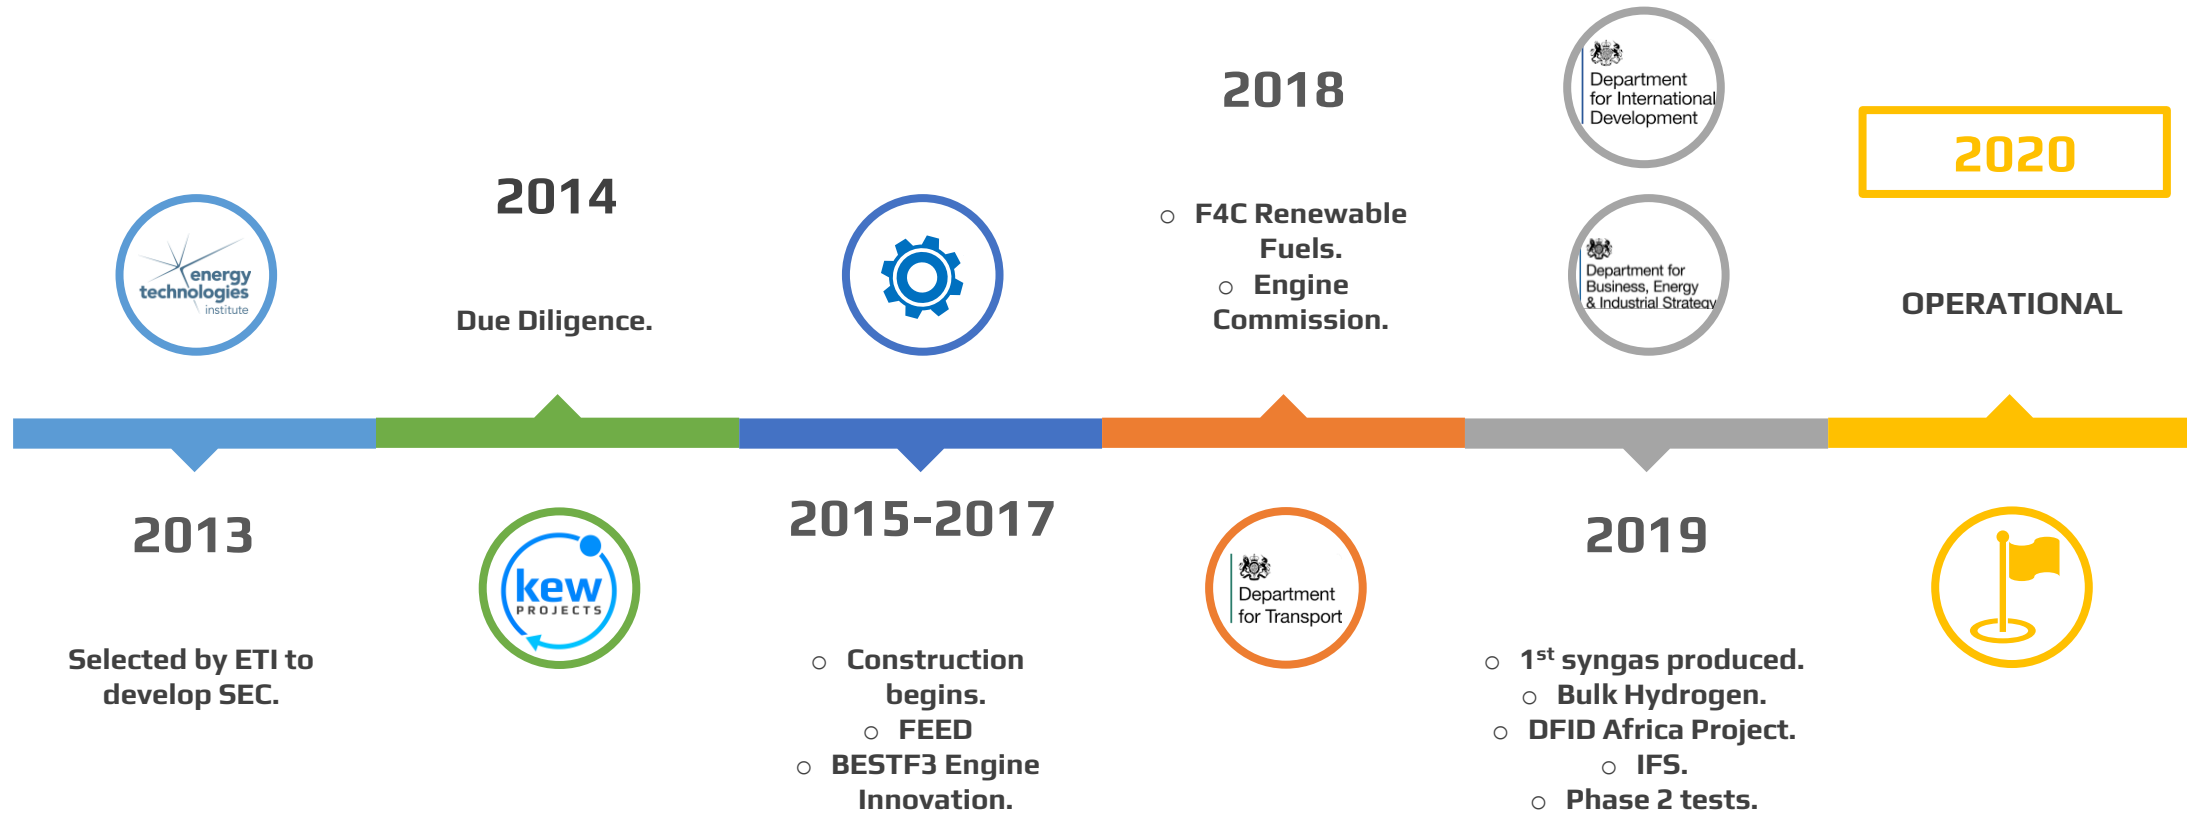 energy
technologies
institute
2013
Selected by ETI to
develop SEC.
2014
Due Diligence.
kew
PROJECTS
2015-2017
○ Construction
begins.
○ FEED
○ BESTF3 Engine
Innovation.
2018
○ F4C Renewable
Fuels.
○ Engine
Commission.
Department
for Transport
Department
for International
Development
Department for
Business, Energy
& Industrial Strategy
2019
○ 1st syngas produced.
○ Bulk Hydrogen.
○ DFID Africa Project.
○ IFS.
○ Phase 2 tests.
2020
OPERATIONAL